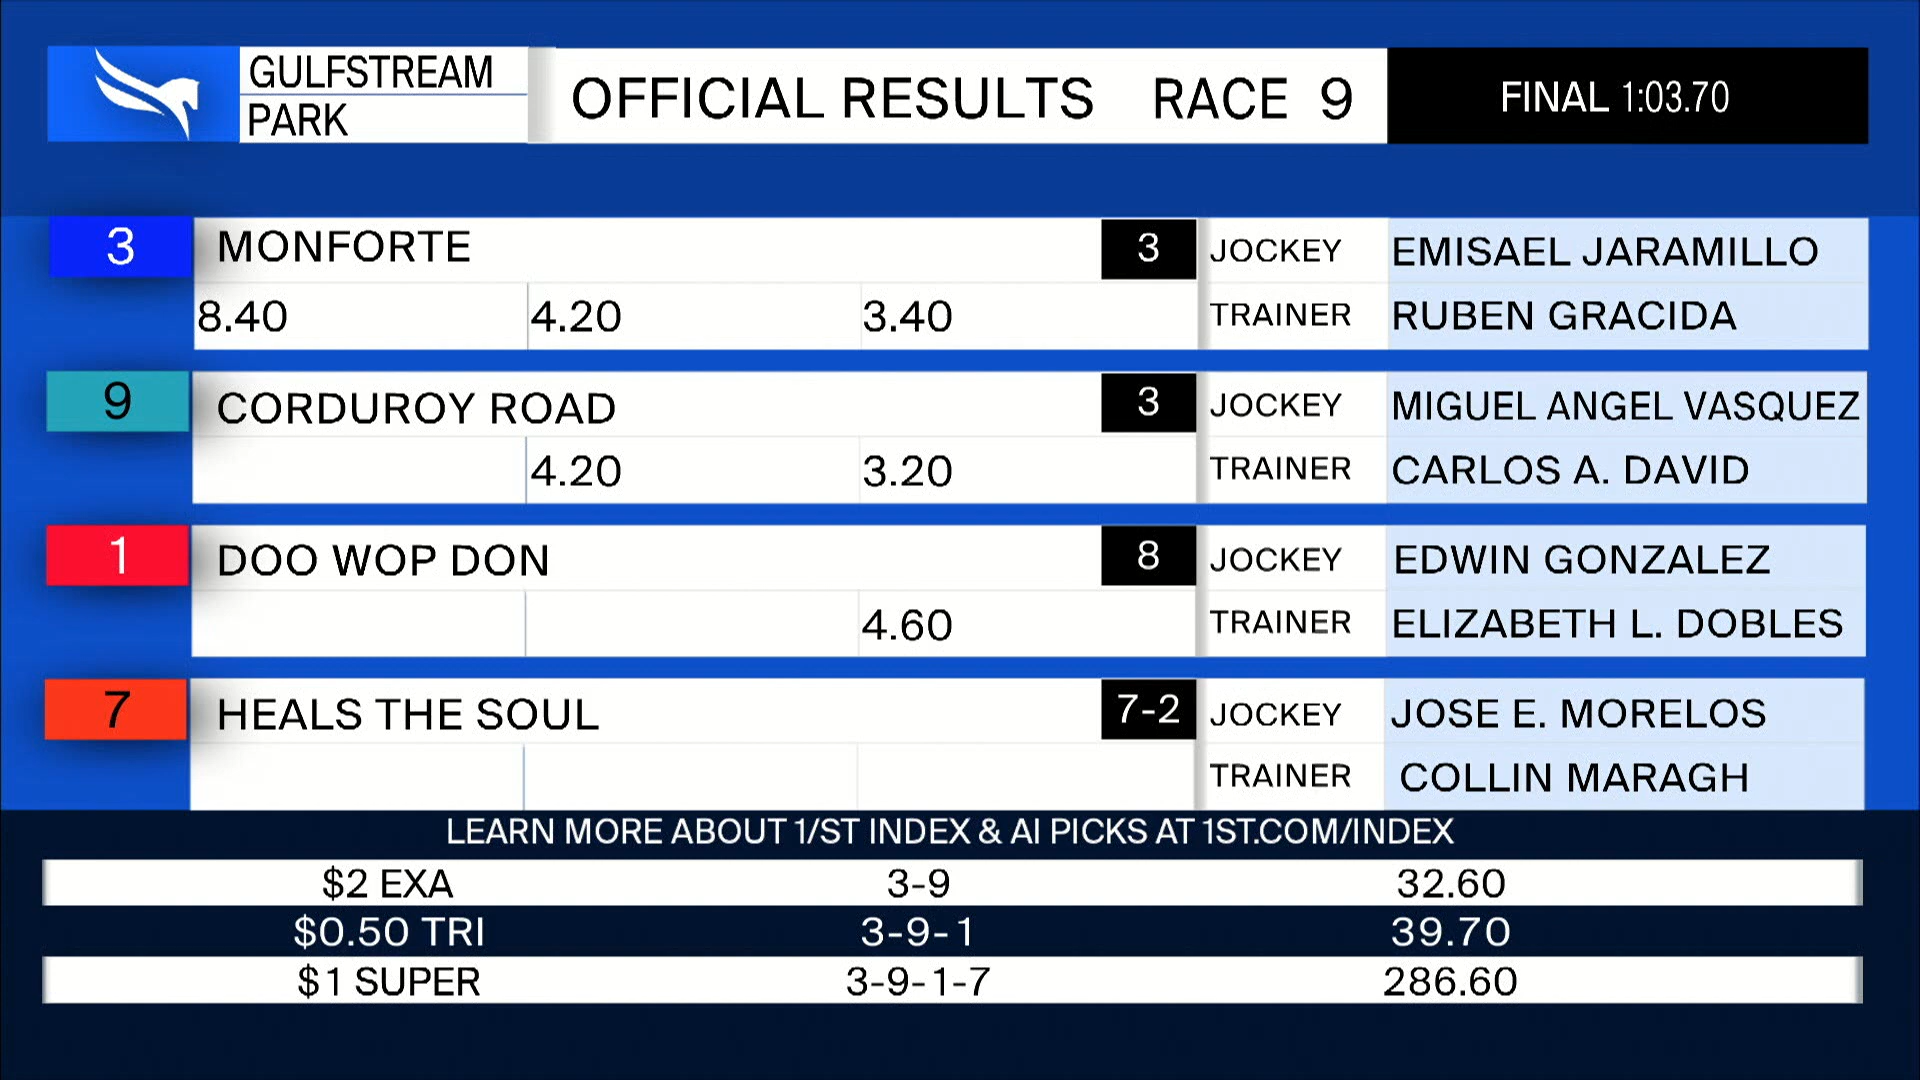 GULFSTREAM
PARK
OFFICIAL RESULTS RACE 9
FINAL 1:03.70
3 MONFORTE 3 JOCKEY EMISAEL JARAMILLO
8.40 4.20 3.40 TRAINER RUBEN GRACIDA
9 CORDUROY ROAD 3 JOCKEY MIGUEL ANGEL VASQUEZ
4.20 3.20 TRAINER CARLOS A. DAVID
1 DOO WOP DON 8 JOCKEY EDWIN GONZALEZ
4.60 TRAINER ELIZABETH L. DOBLES
7 HEALS THE SOUL 7-2 JOCKEY JOSE E. MORELOS
TRAINER COLLIN MARAGH
LEARN MORE ABOUT 1/ST INDEX & AI PICKS AT 1ST.COM/INDEX
$2 EXA 3-9 32.60
$0.50 TRI 3-9-1 39.70
$1 SUPER 3-9-1-7 286.60